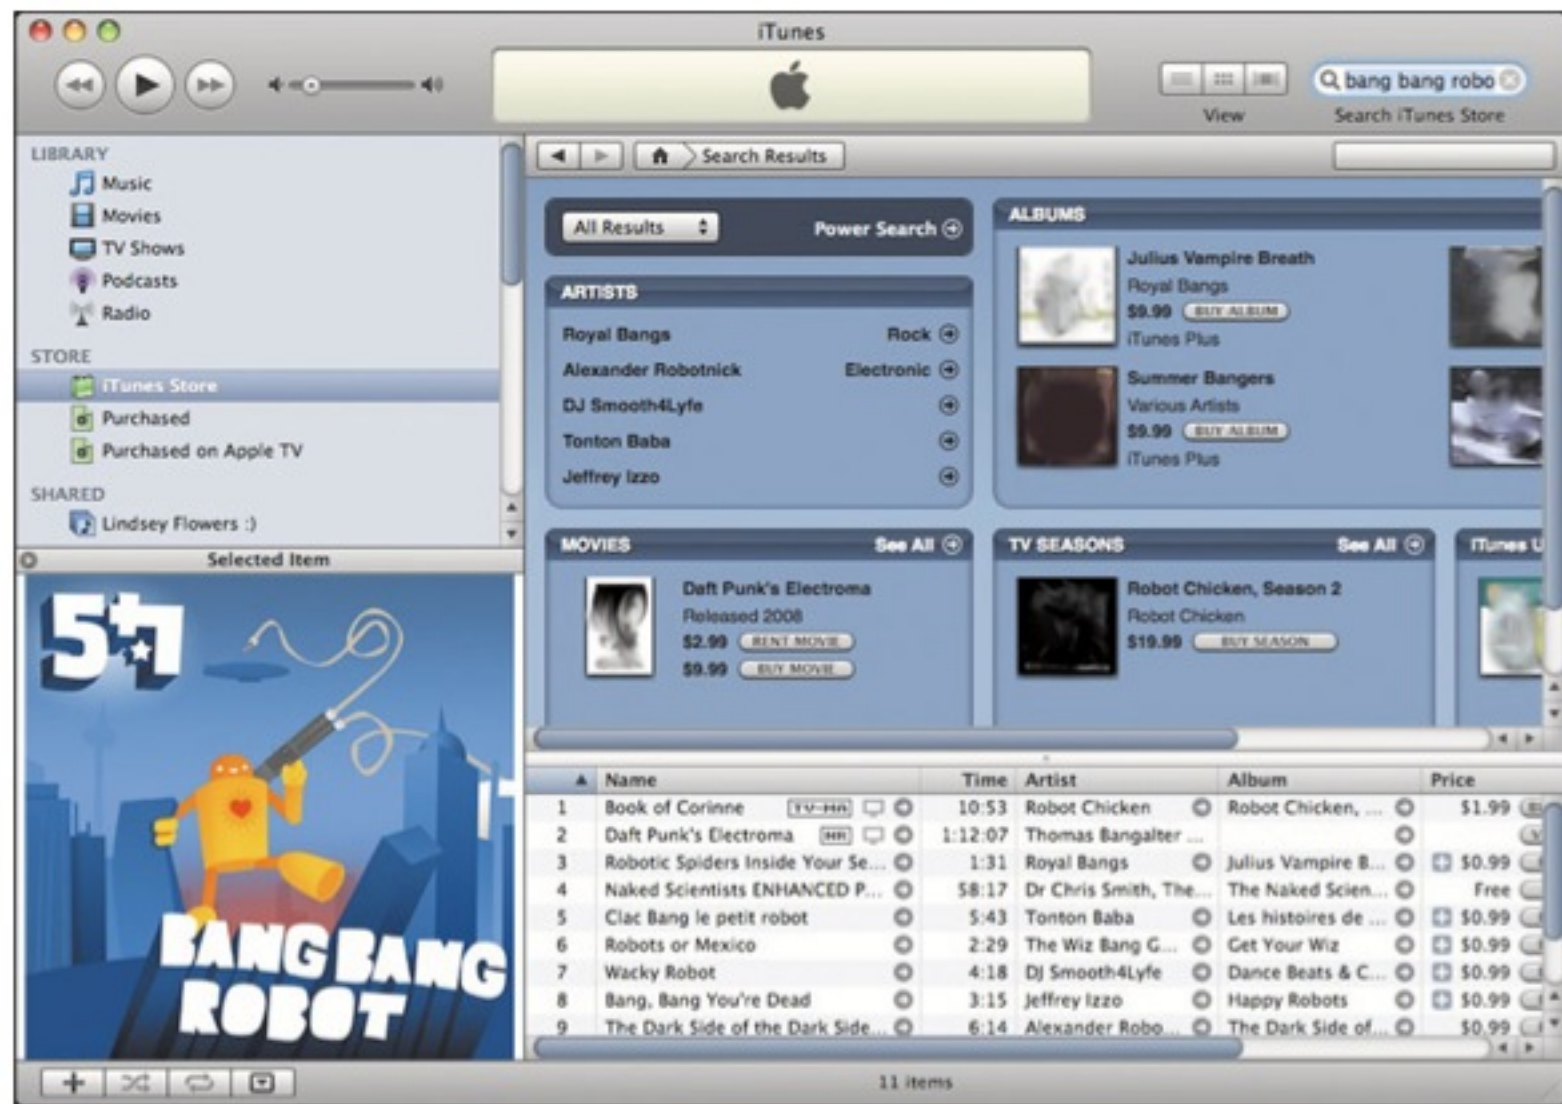 iTunes
bang bang robo
View
Search iTunes Store
LIBRARY
Music
Movies
TV Shows
Podcasts
Radio
STORE
iTunes Store
Purchased
Purchased on Apple TV
SHARED
Lindsey Flowers :)
Selected Item
54
BANG BANG
ROBOT
Search Results
All Results Power Search
ARTISTS
Royal Bangs Rock
Alexander Robotnick Electronic
DJ Smooth4Lyfe
Tonton Baba
Jeffrey Izzo
ALBUMS
Julius Vampire Breath
Royal Bangs
$9.99 BUY ALBUM
iTunes Plus
Summer Bangers
Various Artists
$9.99 BUY ALBUM
iTunes Plus
MOVIES See All
Daft Punk's Electroma
Released 2008
$2.99 RENT MOVIE
$9.99 BUY MOVIE
TV SEASONS See All
Robot Chicken, Season 2
Robot Chicken
$19.99 BUY SEASON
iTunes U
Name Time Artist Album Price
1 Book of Corinne TV-MA 10:53 Robot Chicken Robot Chicken, ... $1.99
2 Daft Punk's Electroma NR 1:12:07 Thomas Bangalter ...
3 Robotic Spiders Inside Your Se... 1:31 Royal Bangs Julius Vampire B... $0.99
4 Naked Scientists ENHANCED P... 58:17 Dr Chris Smith, The... The Naked Scien... Free
5 Clac Bang le petit robot 5:43 Tonton Baba Les histoires de ... $0.99
6 Robots or Mexico 2:29 The Wiz Bang G... Get Your Wiz $0.99
7 Wacky Robot 4:18 DJ Smooth4Lyfe Dance Beats & C... $0.99
8 Bang, Bang You're Dead 3:15 Jeffrey Izzo Happy Robots $0.99
9 The Dark Side of the Dark Side... 6:14 Alexander Robo... The Dark Side of... $0.99
11 items